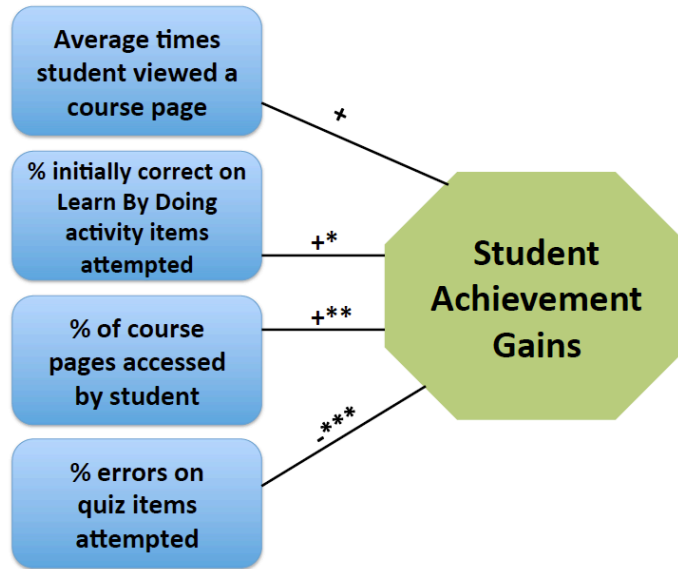 Average times
student viewed a
course page
+
% initially correct on
Learn By Doing
activity items
attempted
+*
% of course
pages accessed
by student
+**
% errors on
quiz items
attempted
-***
Student
Achievement
Gains